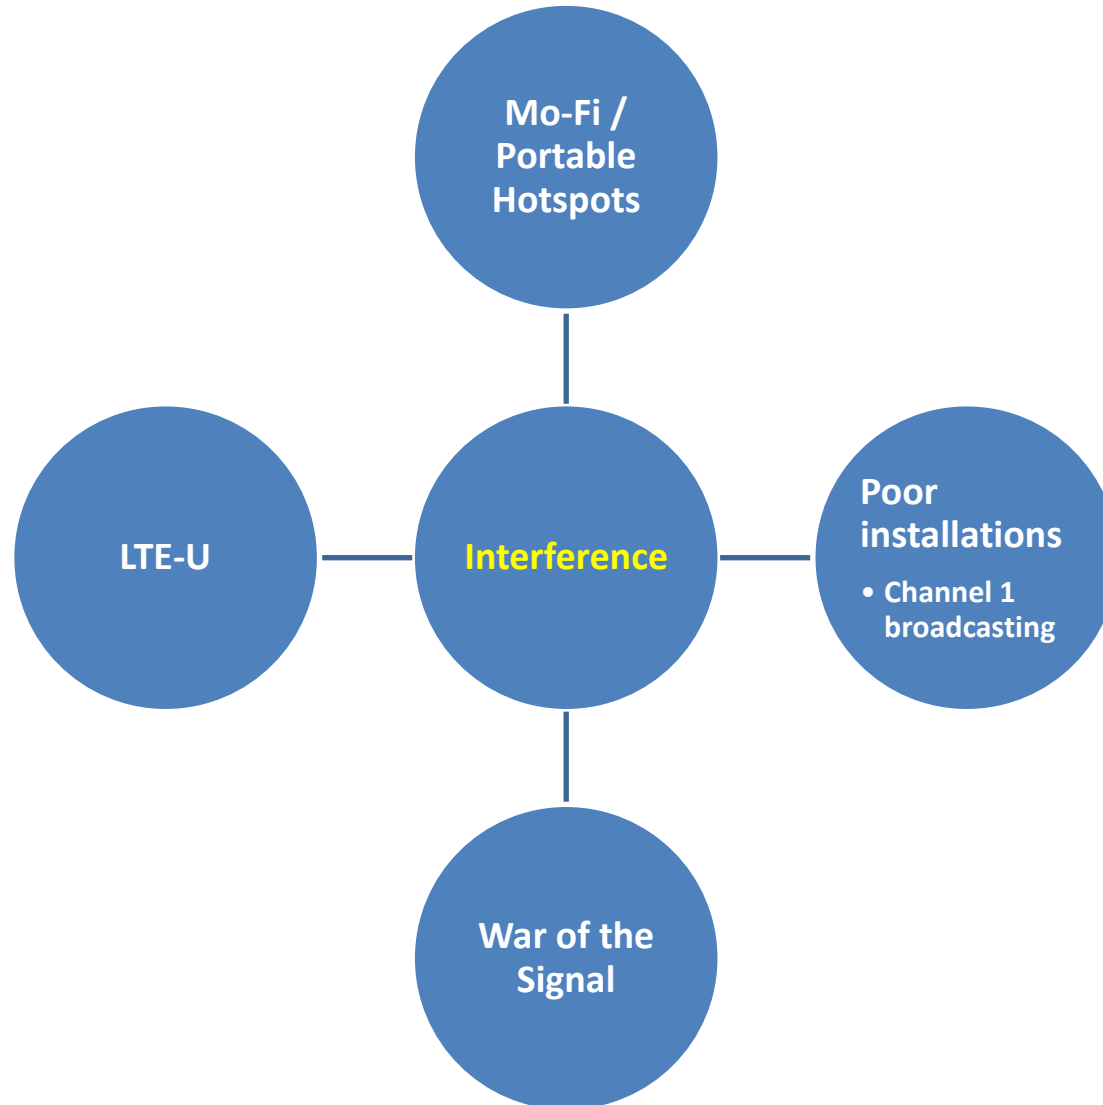 Mo-Fi /
Portable
Hotspots
LTE-U
Interference
Poor
installations
• Channel 1
broadcasting
War of the
Signal